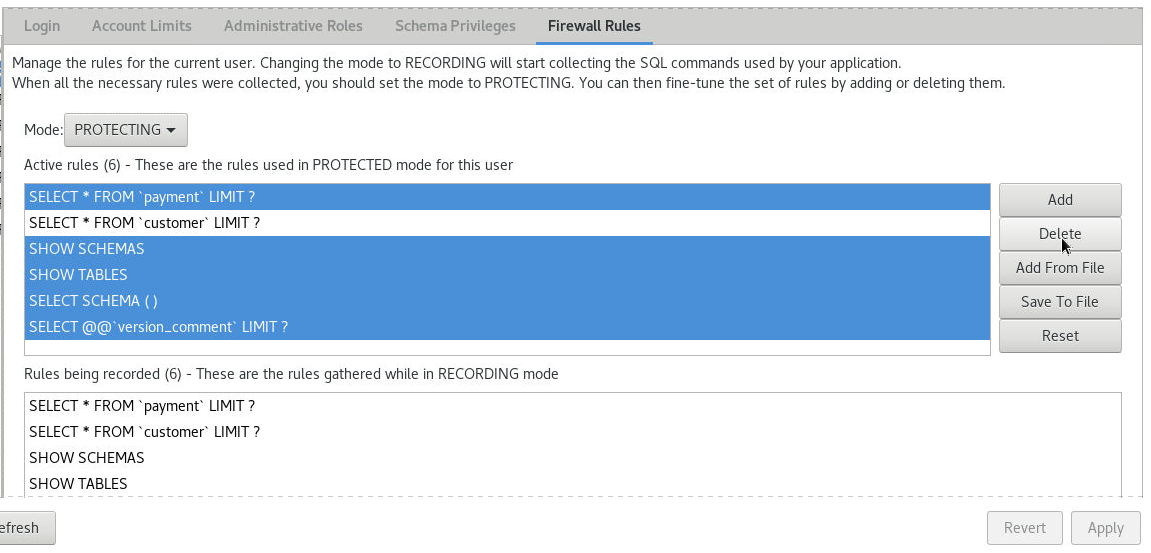 Login Account Limits Administrative Roles Schema Privileges Firewall Rules
Manage the rules for the current user. Changing the mode to RECORDING will start collecting the SQL commands used by your application.
When all the necessary rules were collected, you should set the mode to PROTECTING. You can then fine-tune the set of rules by adding or deleting them.
Mode: PROTECTING
Active rules (6) - These are the rules used in PROTECTED mode for this user
SELECT * FROM `payment` LIMIT ?
SELECT * FROM `customer` LIMIT ?
SHOW SCHEMAS
SHOW TABLES
SELECT SCHEMA ( )
SELECT @@`version_comment` LIMIT ?
Add
Delete
Add From File
Save To File
Reset
Rules being recorded (6) - These are the rules gathered while in RECORDING mode
SELECT * FROM `payment` LIMIT ?
SELECT * FROM `customer` LIMIT ?
SHOW SCHEMAS
SHOW TABLES
efresh Revert Apply